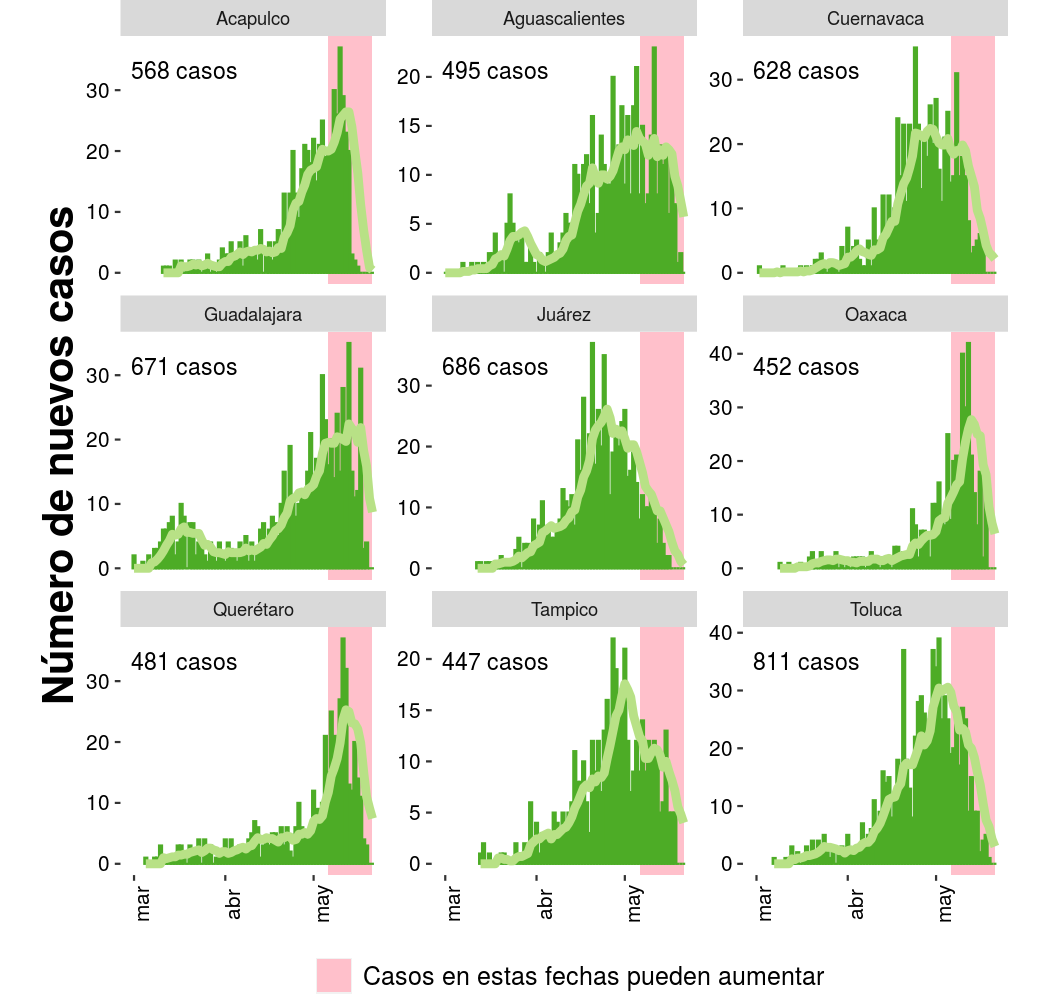 Número de nuevos casos
Acapulco
Aguascalientes
Cuernavaca
568 casos
495 casos
628 casos
30
20
10
0
20
15
10
5
0
30
20
10
0
Guadalajara
Juárez
Oaxaca
671 casos
686 casos
452 casos
30
20
10
0
30
20
10
0
40
30
20
10
0
Querétaro
Tampico
Toluca
481 casos
447 casos
811 casos
30
20
10
0
20
15
10
5
0
40
30
20
10
0
mar
abr
may
mar
abr
may
mar
abr
may
Casos en estas fechas pueden aumentar